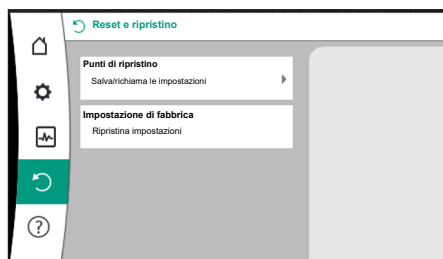 Reset e ripristino
Punti di ripristino
Salva/richiama le impostazioni
Impostazione di fabbrica
Ripristina impostazioni